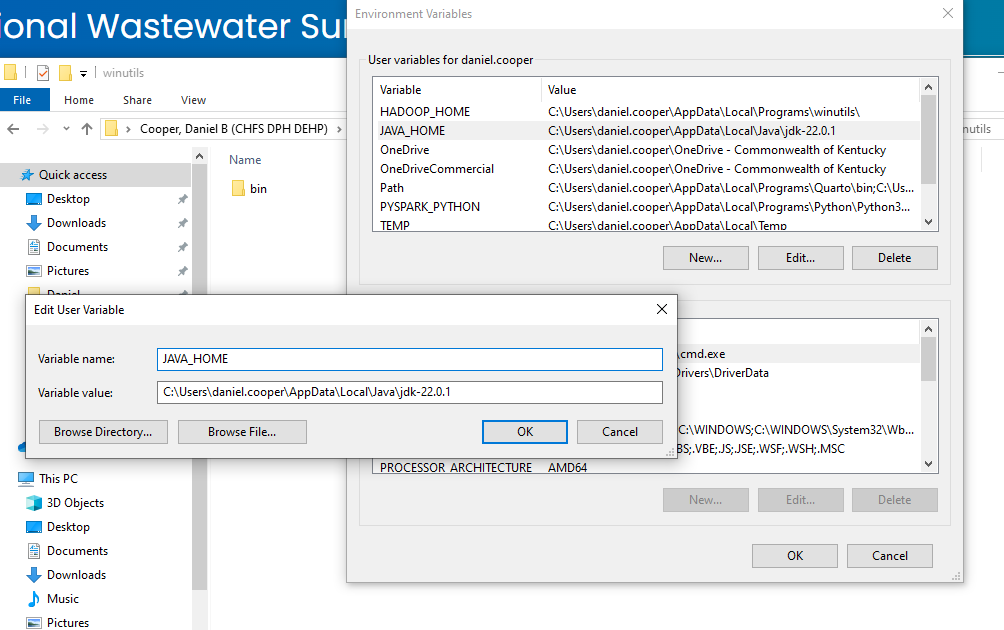 ional Wastewater Su
winutils
File Home Share View
Cooper, Daniel B (CHFS DPH DEHP)
nutils
Name
bin
Quick access
Desktop
Downloads
Documents
Pictures
Daniel
This PC
3D Objects
Desktop
Documents
Downloads
Music
Pictures
Environment Variables
User variables for daniel.cooper
Variable Value
HADOOP_HOME C:\Users\daniel.cooper\AppData\Local\Programs\winutils\
JAVA_HOME C:\Users\daniel.cooper\AppData\Local\Java\jdk-22.0.1
OneDrive C:\Users\daniel.cooper\OneDrive - Commonwealth of Kentucky
OneDriveCommercial C:\Users\daniel.cooper\OneDrive - Commonwealth of Kentucky
Path C:\Users\daniel.cooper\AppData\Local\Programs\Quarto\bin;C:\Us...
PYSPARK_PYTHON C:\Users\daniel.cooper\AppData\Local\Programs\Python\Python3...
TEMP C:\Users\daniel.cooper\AppData\Local\Temp
New... Edit... Delete
Edit User Variable
Variable name: JAVA_HOME
Variable value: C:\Users\daniel.cooper\AppData\Local\Java\jdk-22.0.1
Browse Directory... Browse File... OK Cancel
\cmd.exe
Drivers\DriverData
C:\WINDOWS;C:\WINDOWS\System32\Wb...
BS;.VBE;.JS;.JSE;.WSF;.WSH;.MSC
PROCESSOR_ARCHITECTURE AMD64
New... Edit... Delete
OK Cancel